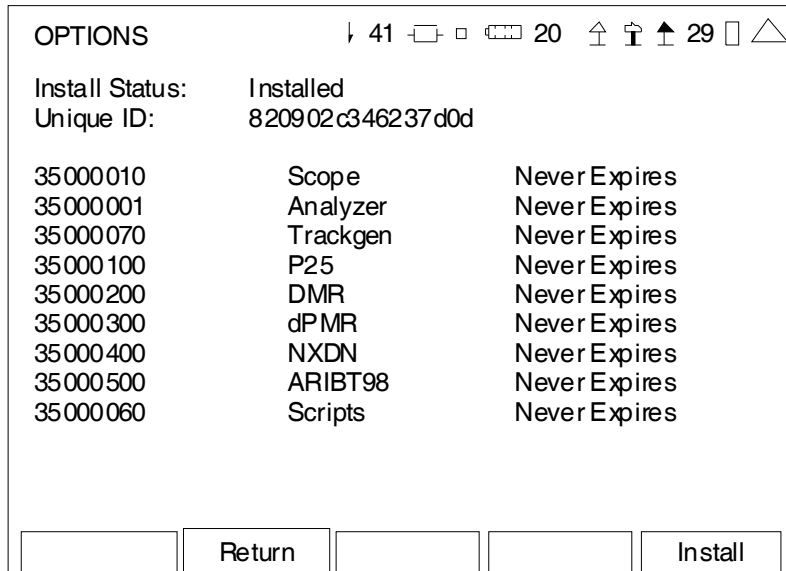 OPTIONS 41 20 29
Install Status: Installed
Unique ID: 820902c346237d0d
35000010 Scope Never Expires
35000001 Analyzer Never Expires
35000070 Trackgen Never Expires
35000100 P25 Never Expires
35000200 DMR Never Expires
35000300 dPMR Never Expires
35000400 NXDN Never Expires
35000500 ARIBT98 Never Expires
35000060 Scripts Never Expires
Return Install